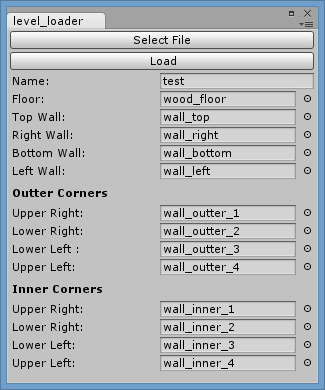 level_loader
Select File
Load
Name: test
Floor: wood_floor
Top Wall: wall_top
Right Wall: wall_right
Bottom Wall: wall_bottom
Left Wall: wall_left
Outter Corners
Upper Right: wall_outter_1
Lower Right: wall_outter_2
Lower Left : wall_outter_3
Upper Left: wall_outter_4
Inner Corners
Upper Right: wall_inner_1
Lower Right: wall_inner_2
Lower Left: wall_inner_3
Upper Left: wall_inner_4